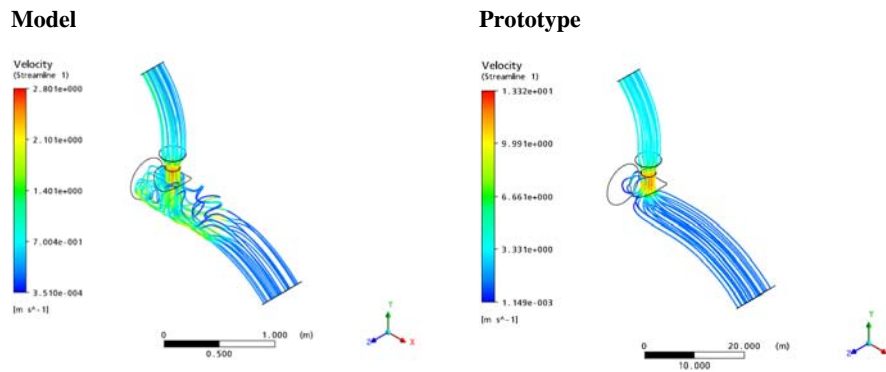 Model
Velocity
(Streamline 1)
2.801e+000
2.101e+000
1.401e+000
7.004e-001
3.510e-004
[m s^-1]
0 1.000 (m)
0.500
Y
Z X
Prototype
Velocity
(Streamline 1)
1.332e+001
9.991e+000
6.661e+000
3.331e+000
1.149e-003
[m s^-1]
0 20.000 (m)
10.000
Y
Z